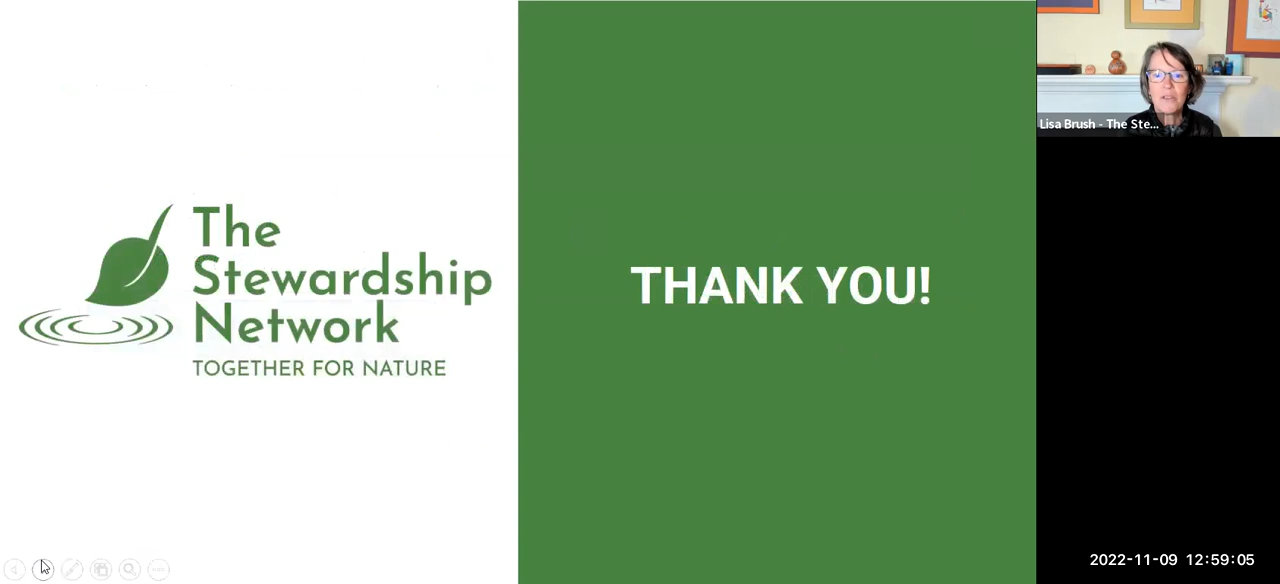 The
Stewardship
Network
TOGETHER FOR NATURE
THANK YOU!
Lisa Brush - The Ste...
2022-11-09 12:59:05